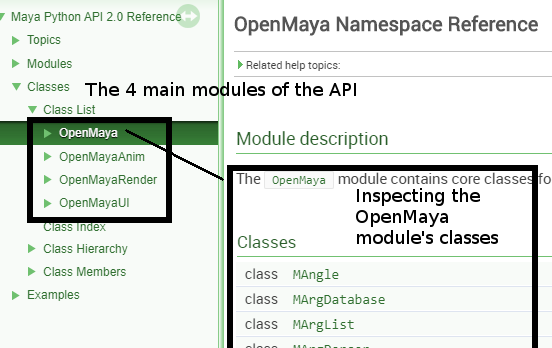 Maya Python API 2.0 Reference
Topics
Modules
Classes
Class List
OpenMaya
OpenMayaAnim
OpenMayaRender
OpenMayaUI
Class Index
Class Hierarchy
Class Members
Examples
The 4 main modules of the API
OpenMaya Namespace Reference
Related help topics:
Module description
The OpenMaya module contains core classes fo
Inspecting the
OpenMaya
module's classes
Classes
class MAngle
class MArgDatabase
class MArgList
class MArgParser